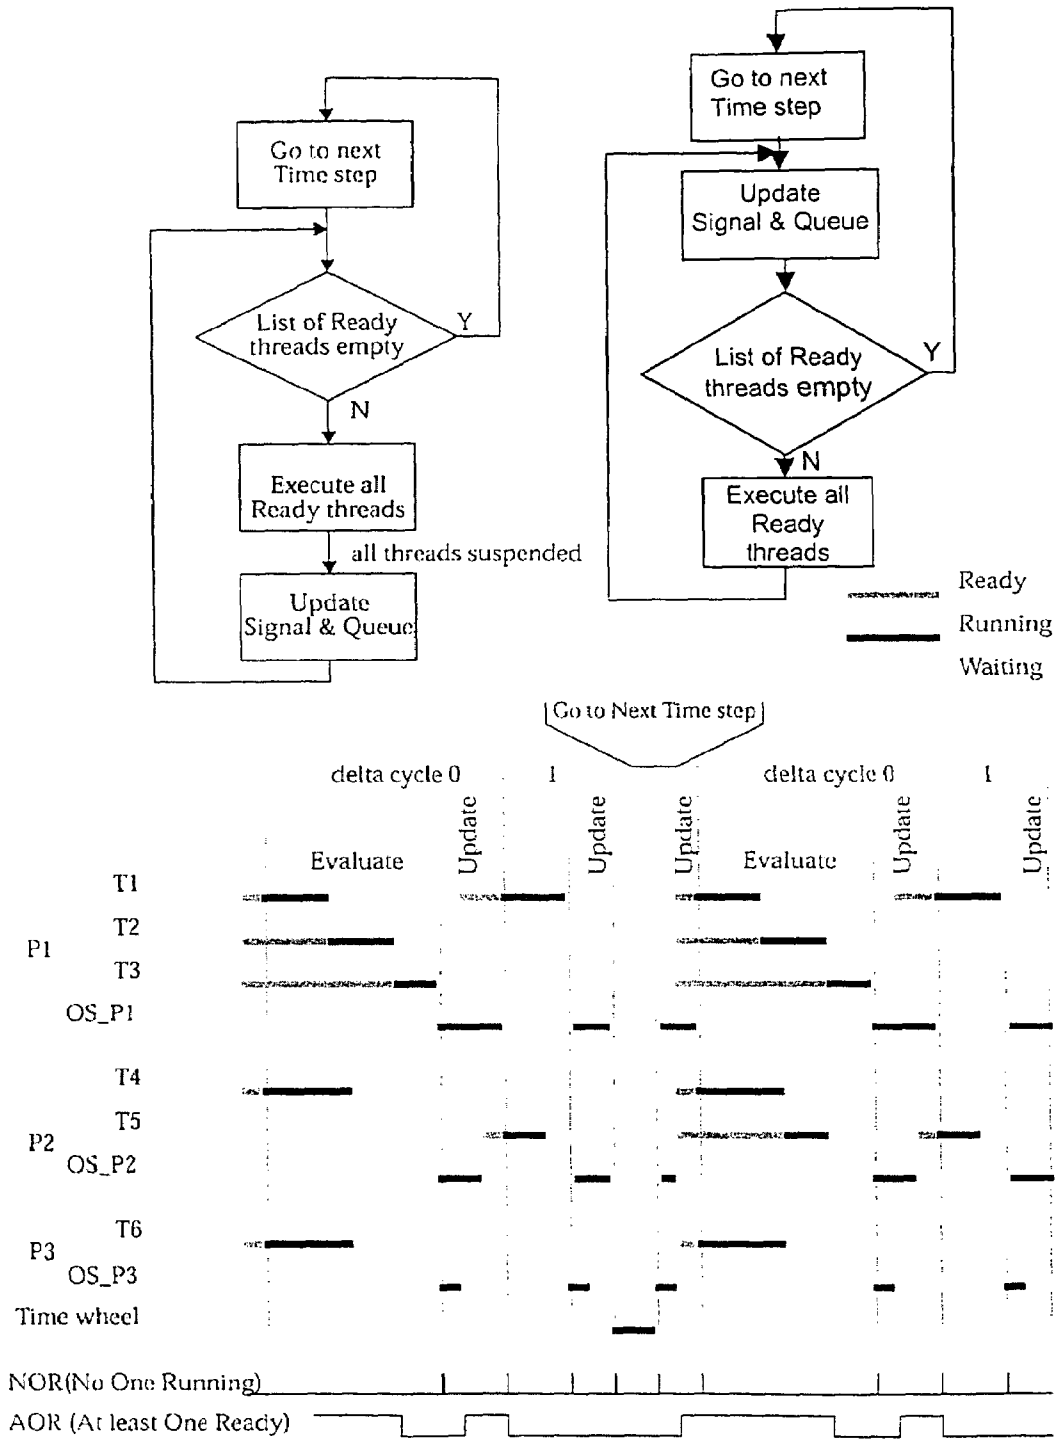 Go to next
Time step
List of Ready
threads empty
Y
N
Execute all
Ready threads
all threads suspended
Update
Signal & Queue
Go to next
Time step
Update
Signal & Queue
List of Ready
threads empty
Y
N
Execute all
Ready
threads
Ready
Running
Waiting
Go to Next Time step
delta cycle 0
1
delta cycle 0
1
Evaluate
Update
Update
Update
Evaluate
Update
Update
T1
T2
P1
T3
OS_P1
T4
T5
P2
OS_P2
T6
P3
OS_P3
Time wheel
NOR(No One Running)
AOR (At least One Ready)